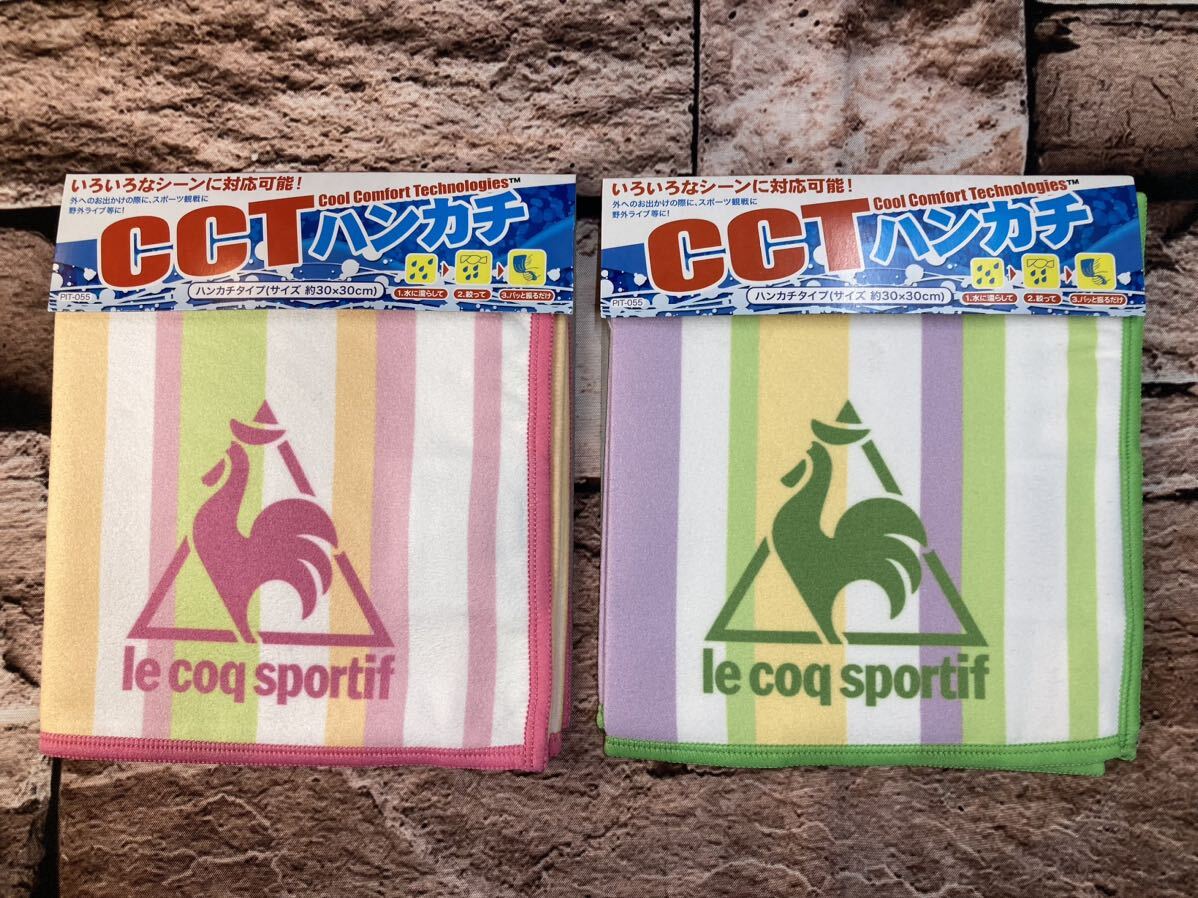 いろいろなシーンに対応可能!
外へのお出かけの際に、スポーツ観戦に
野外ライブ等に!
Cool Comfort Technologies™
CCTハンカチ
PIT-055
ハンカチタイプ(サイズ 約30×30cm)
1.水に濡らして
2.絞って
3.パッと振るだけ
le coq sportif
いろいろなシーンに対応可能!
外へのお出かけの際に、スポーツ観戦に
野外ライブ等に!
Cool Comfort Technologies™
CCTハンカチ
PIT-055
ハンカチタイプ(サイズ 約30×30cm)
1.水に濡らして
2.絞って
3.パッと振るだけ
le coq sportif